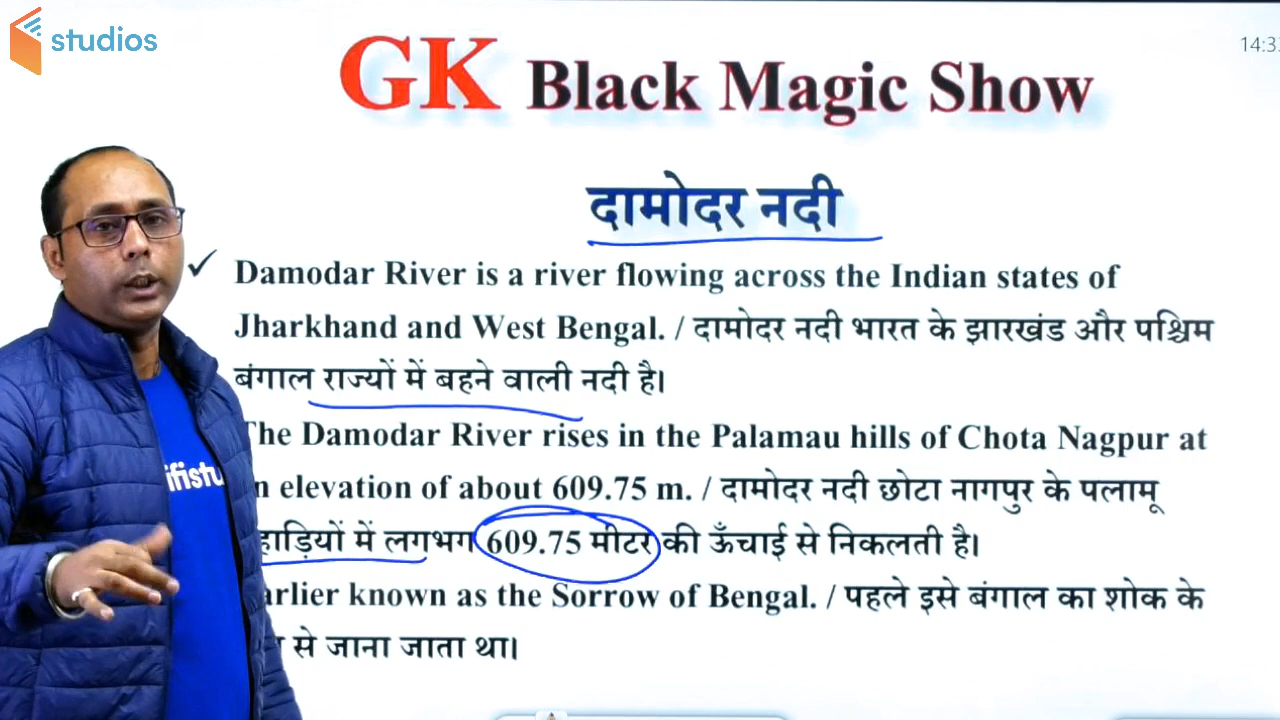 studios
14:33
GK Black Magic Show
दामोदर नदी
Damodar River is a river flowing across the Indian states of
Jharkhand and West Bengal. / दामोदर नदी भारत के झारखंड और पश्चिम
बंगाल राज्यों में बहने वाली नदी है।
The Damodar River rises in the Palamau hills of Chota Nagpur at
elevation of about 609.75 m. / दामोदर नदी छोटा नागपुर के पलामू
में लगभग 609.75 मीटर की ऊँचाई से निकलती है।
known as the Sorrow of Bengal. / पहले इसे बंगाल का शोक के
से जाना जाता था।